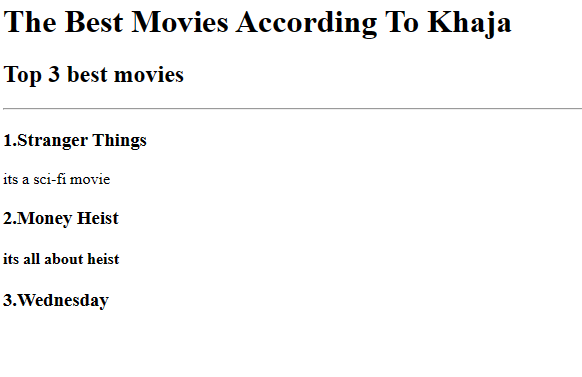 The Best Movies According To Khaja
Top 3 best movies
1.Stranger Things
its a sci-fi movie
2.Money Heist
its all about heist
3.Wednesday